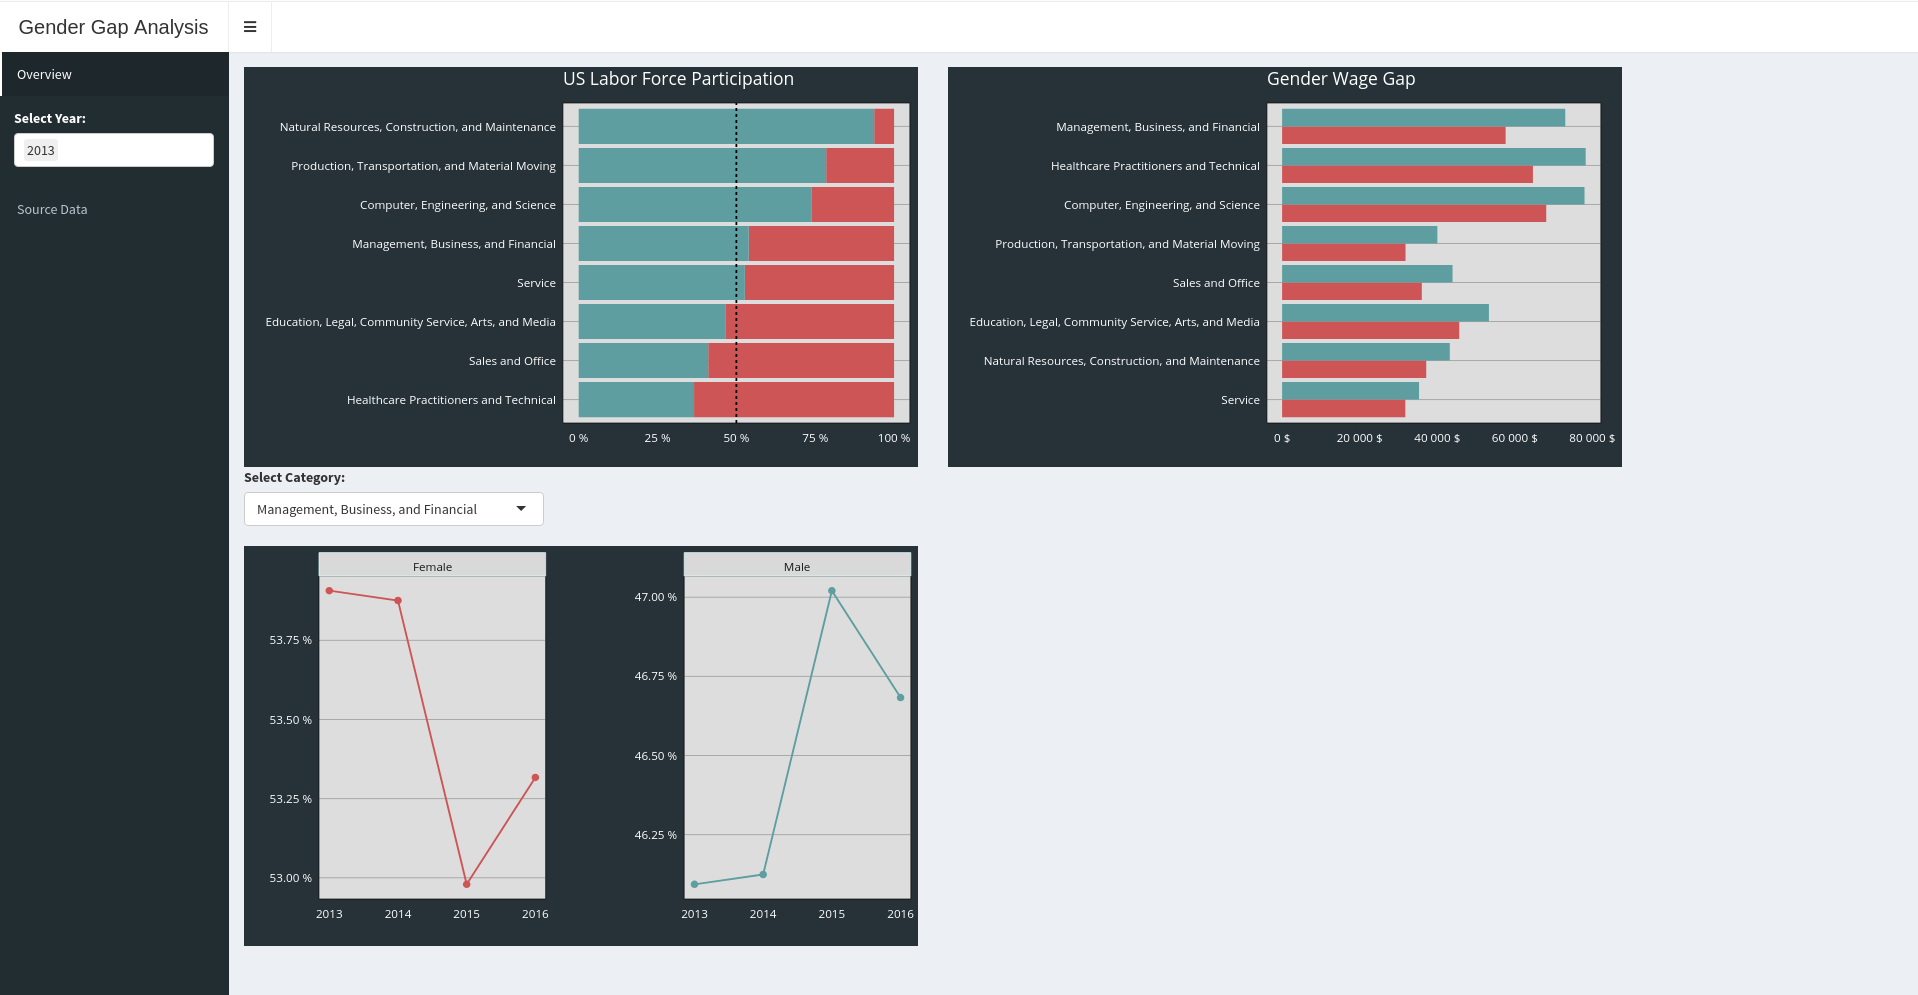 Gender Gap Analysis
Overview
Select Year:
2013
Source Data
US Labor Force Participation
Natural Resources, Construction, and Maintenance
Production, Transportation, and Material Moving
Computer, Engineering, and Science
Management, Business, and Financial
Service
Education, Legal, Community Service, Arts, and Media
Sales and Office
Healthcare Practitioners and Technical
0 % 25 % 50 % 75 % 100 %
Gender Wage Gap
Management, Business, and Financial
Healthcare Practitioners and Technical
Computer, Engineering, and Science
Production, Transportation, and Material Moving
Sales and Office
Education, Legal, Community Service, Arts, and Media
Natural Resources, Construction, and Maintenance
Service
0 $ 20 000 $ 40 000 $ 60 000 $ 80 000 $
Select Category:
Management, Business, and Financial
Female
53.75 %
53.50 %
53.25 %
53.00 %
2013 2014 2015 2016
Male
47.00 %
46.75 %
46.50 %
46.25 %
2013 2014 2015 2016